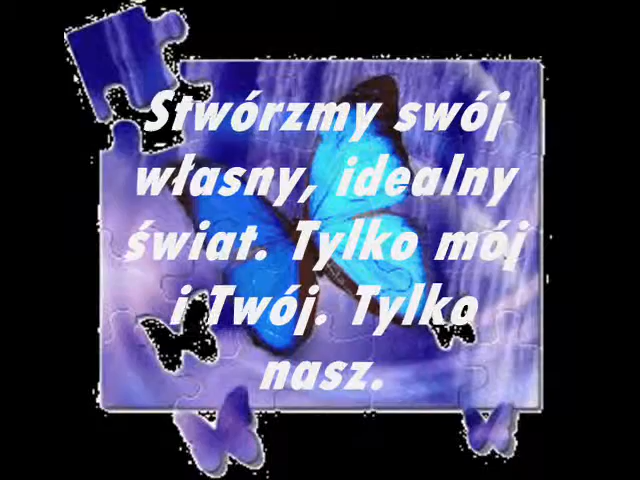 Stwórzmy swój
własny, idealny
świat. Tylko mój
i Twój. Tylko
nasz.